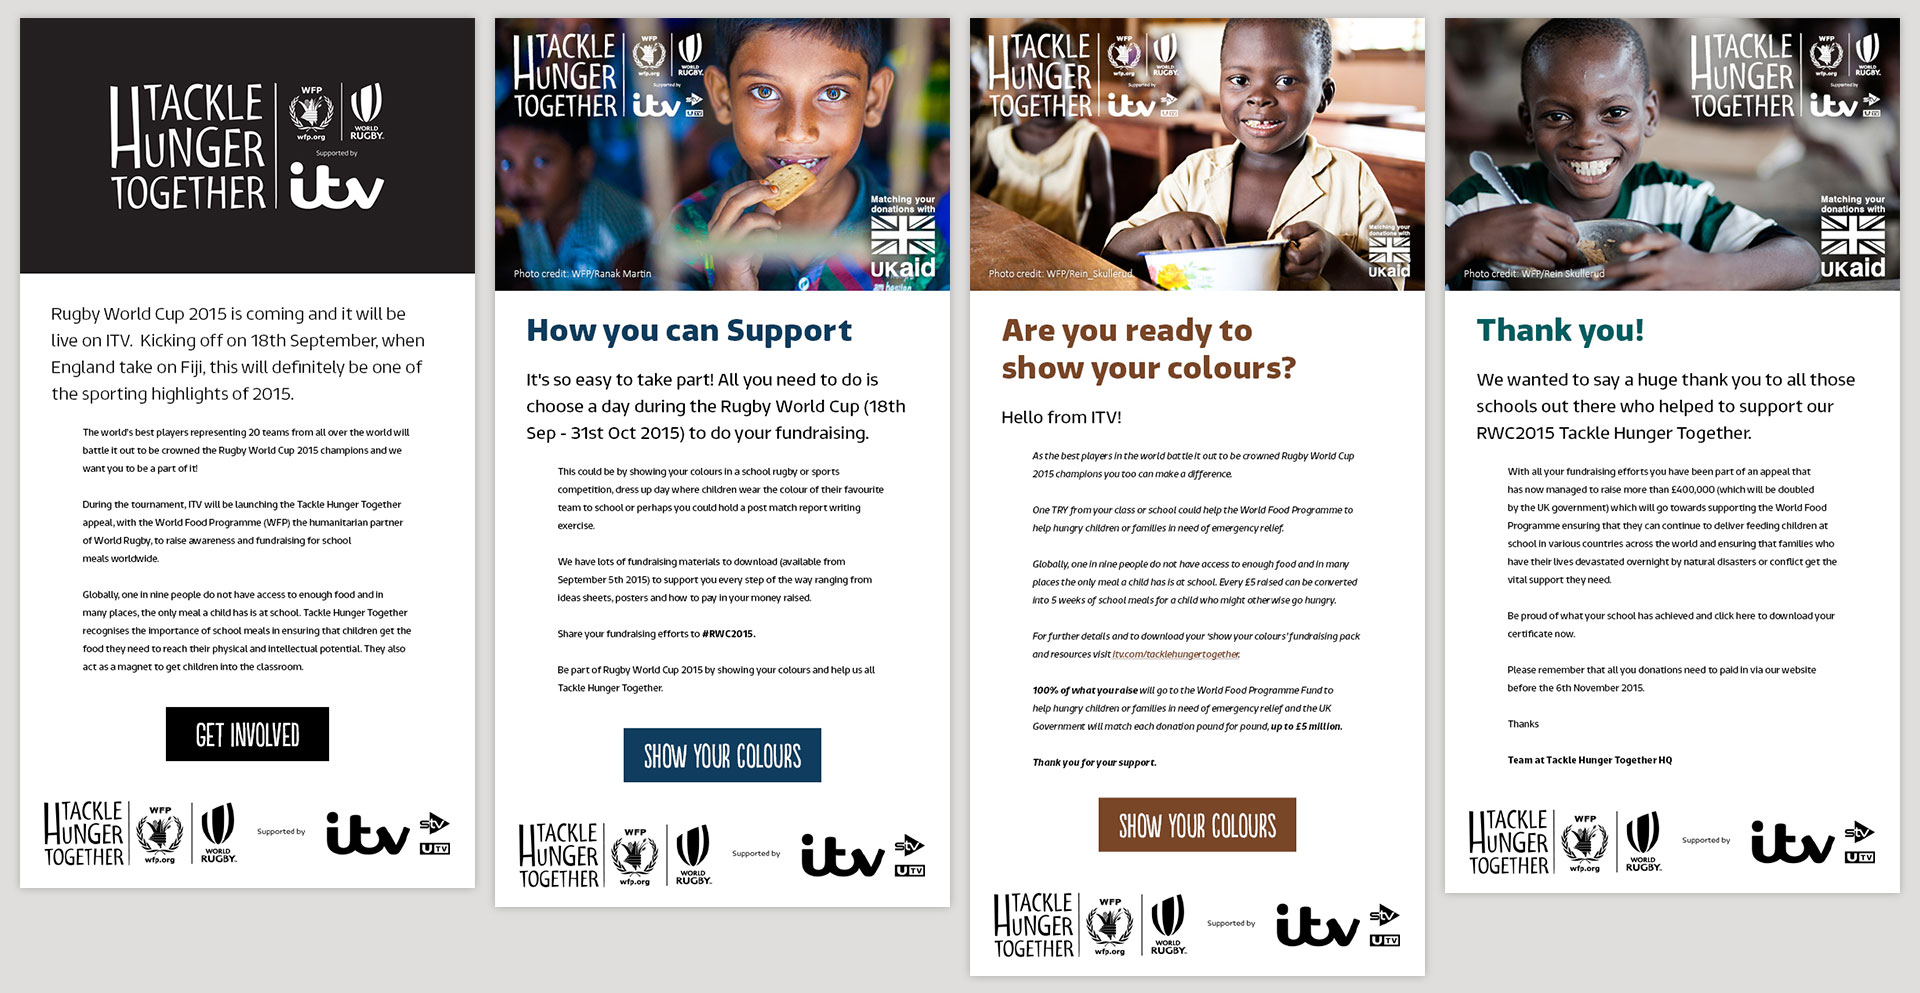 TACKLE
HUNGER
TOGETHER
WFP
wfp.org
WORLD
RUGBY.
Supported by
itv
Rugby World Cup 2015 is coming and it will be
live on ITV. Kicking off on 18th September, when
England take on Fiji, this will definitely be one of
the sporting highlights of 2015.
The world's best players representing 20 teams from all over the world will
battle it out to be crowned the Rugby World Cup 2015 champions and we
want you to be a part of it!
During the tournament, ITV will be launching the Tackle Hunger Together
appeal, with the World Food Programme (WFP) the humanitarian partner
of World Rugby, to raise awareness and fundraising for school
meals worldwide.
Globally, one in nine people do not have access to enough food and in
many places, the only meal a child has is at school. Tackle Hunger Together
recognises the importance of school meals in ensuring that children get the
food they need to reach their physical and intellectual potential. They also
act as a magnet to get children into the classroom.
GET INVOLVED
TACKLE
HUNGER
TOGETHER
WFP
wfp.org
WORLD
RUGBY.
Supported by
itv
stv
UTV
TACKLE
HUNGER
TOGETHER
WFP
wfp.org
WORLD
RUGBY.
Supported by
itv
stv
UTV
Matching your
donations with
UKaid
Photo credit: WFP/Ranak Martin
How you can Support
It's so easy to take part! All you need to do is
choose a day during the Rugby World Cup (18th
Sep - 31st Oct 2015) to do your fundraising.
This could be by showing your colours in a school rugby or sports
competition, dress up day where children wear the colour of their favourite
team to school or perhaps you could hold a post match report writing
exercise.
We have lots of fundraising materials to download (available from
September 5th 2015) to support you every step of the way ranging from
ideas sheets, posters and how to pay in your money raised.
Share your fundraising efforts to #RWC2015.
Be part of Rugby World Cup 2015 by showing your colours and help us all
Tackle Hunger Together.
SHOW YOUR COLOURS
TACKLE
HUNGER
TOGETHER
WFP
wfp.org
WORLD
RUGBY.
Supported by
itv
stv
UTV
TACKLE
HUNGER
TOGETHER
WFP
wfp.org
WORLD
RUGBY.
Supported by
itv
stv
UTV
Matching your
donations with
UKaid
Photo credit: WFP/Rein_Skullerud
Are you ready to
show your colours?
Hello from ITV!
As the best players in the world battle it out to be crowned Rugby World Cup
2015 champions you too can make a difference.
One TRY from your class or school could help the World Food Programme to
help hungry children or families in need of emergency relief.
Globally, one in nine people do not have access to enough food and in many
places the only meal a child has is at school. Every £5 raised can be converted
into 5 weeks of school meals for a child who might otherwise go hungry.
For further details and to download your 'show your colours' fundraising pack
and resources visit itv.com/tacklehungertogether.
100% of what you raise will go to the World Food Programme Fund to
help hungry children or families in need of emergency relief and the UK
Government will match each donation pound for pound, up to £5 million.
Thank you for your support.
SHOW YOUR COLOURS
TACKLE
HUNGER
TOGETHER
WFP
wfp.org
WORLD
RUGBY.
Supported by
itv
stv
UTV
TACKLE
HUNGER
TOGETHER
WFP
wfp.org
WORLD
RUGBY.
Supported by
itv
stv
UTV
Matching your
donations with
UKaid
Photo credit: WFP/Rein Skullerud
Thank you!
We wanted to say a huge thank you to all those
schools out there who helped to support our
RWC2015 Tackle Hunger Together.
With all your fundraising efforts you have been part of an appeal that
has now managed to raise more than £400,000 (which will be doubled
by the UK government) which will go towards supporting the World Food
Programme ensuring that they can continue to deliver feeding children at
school in various countries across the world and ensuring that families who
have their lives devastated overnight by natural disasters or conflict get the
vital support they need.
Be proud of what your school has achieved and click here to download your
certificate now.
Please remember that all you donations need to paid in via our website
before the 6th November 2015.
Thanks
Team at Tackle Hunger Together HQ
TACKLE
HUNGER
TOGETHER
WFP
wfp.org
WORLD
RUGBY.
Supported by
itv
stv
UTV